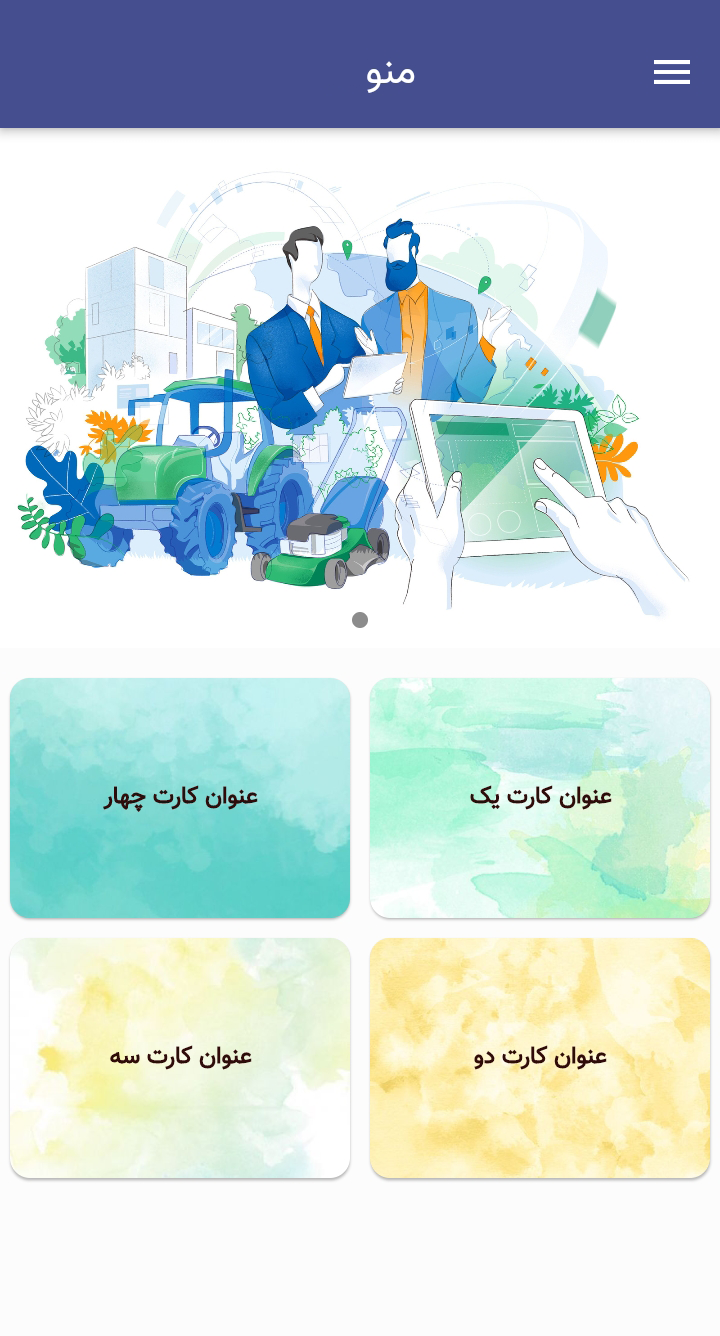 منو
عنوان کارت یک
عنوان کارت چهار
عنوان کارت دو
عنوان کارت سه